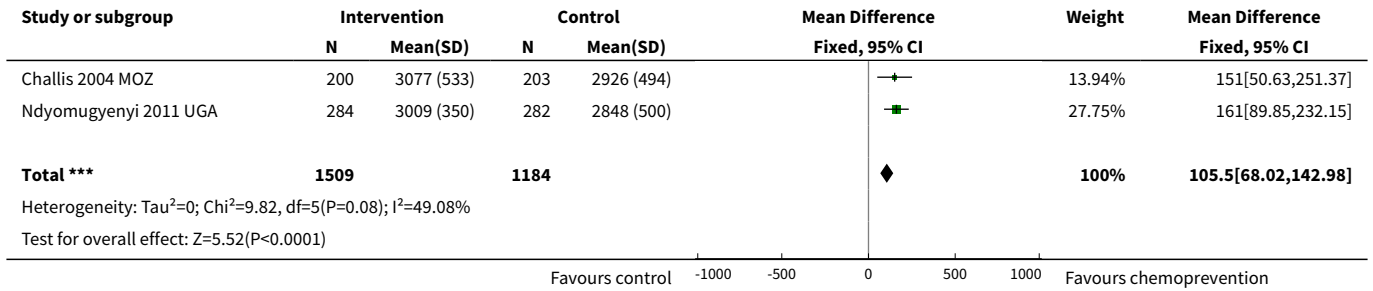 Study or subgroup Intervention Control Mean Difference Weight Mean Difference
N Mean(SD) N Mean(SD) Fixed, 95% CI Fixed, 95% CI
Challis 2004 MOZ 200 3077 (533) 203 2926 (494) 13.94% 151[50.63,251.37]
Ndyomugyenyi 2011 UGA 284 3009 (350) 282 2848 (500) 27.75% 161[89.85,232.15]
Total *** 1509 1184 100% 105.5[68.02,142.98]
Heterogeneity: Tau²=0; Chi²=9.82, df=5(P=0.08); I²=49.08%
Test for overall effect: Z=5.52(P<0.0001)
Favours control -1000 -500 0 500 1000 Favours chemoprevention